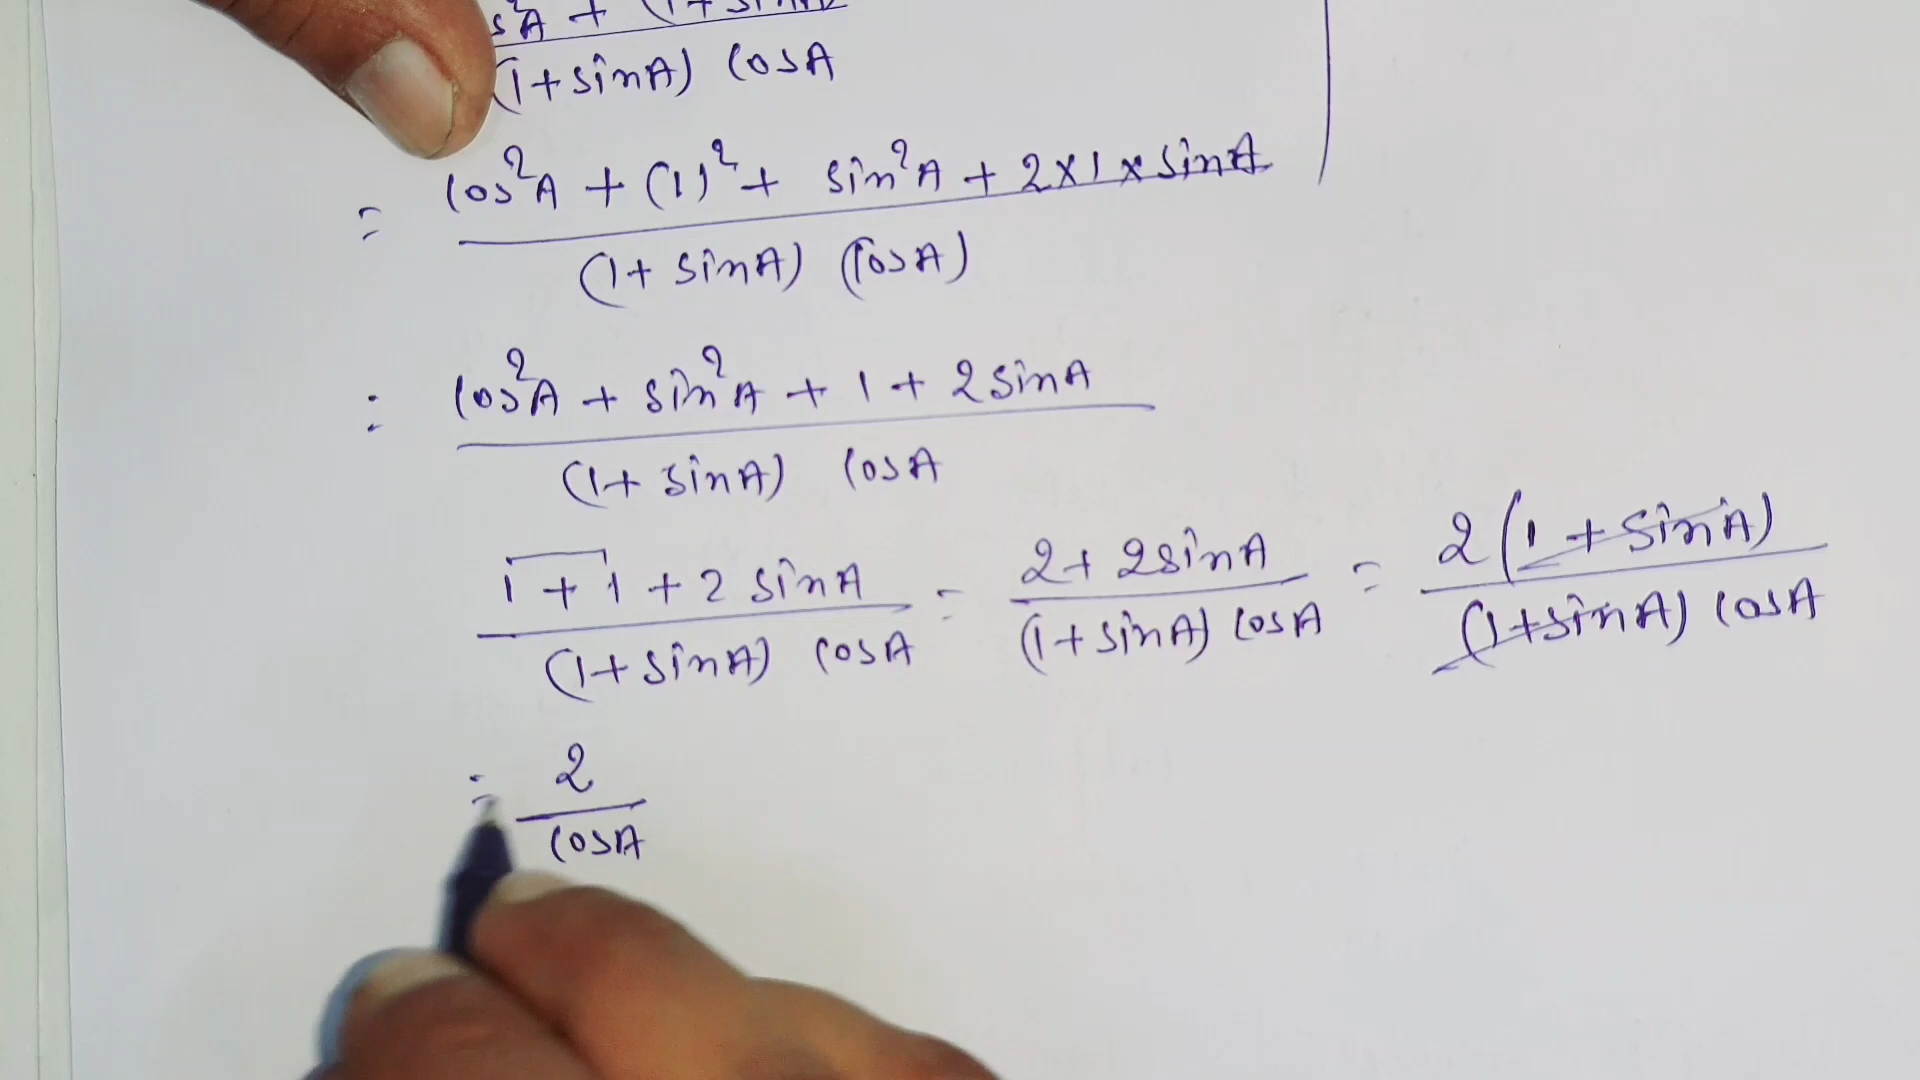 (1+sinA) cosA
= cos²A + (1)² + sin²A + 2×1×sinA
(1+ sinA) (cosA)
= cos²A + sin²A + 1 + 2sinA
(1+ sinA) cosA
1 + 1 + 2 sinA = 2+ 2sinA = 2(1 + sinA)
(1+ sinA) cosA (1+sinA) cosA (1+sinA) cosA
= 2
cosA